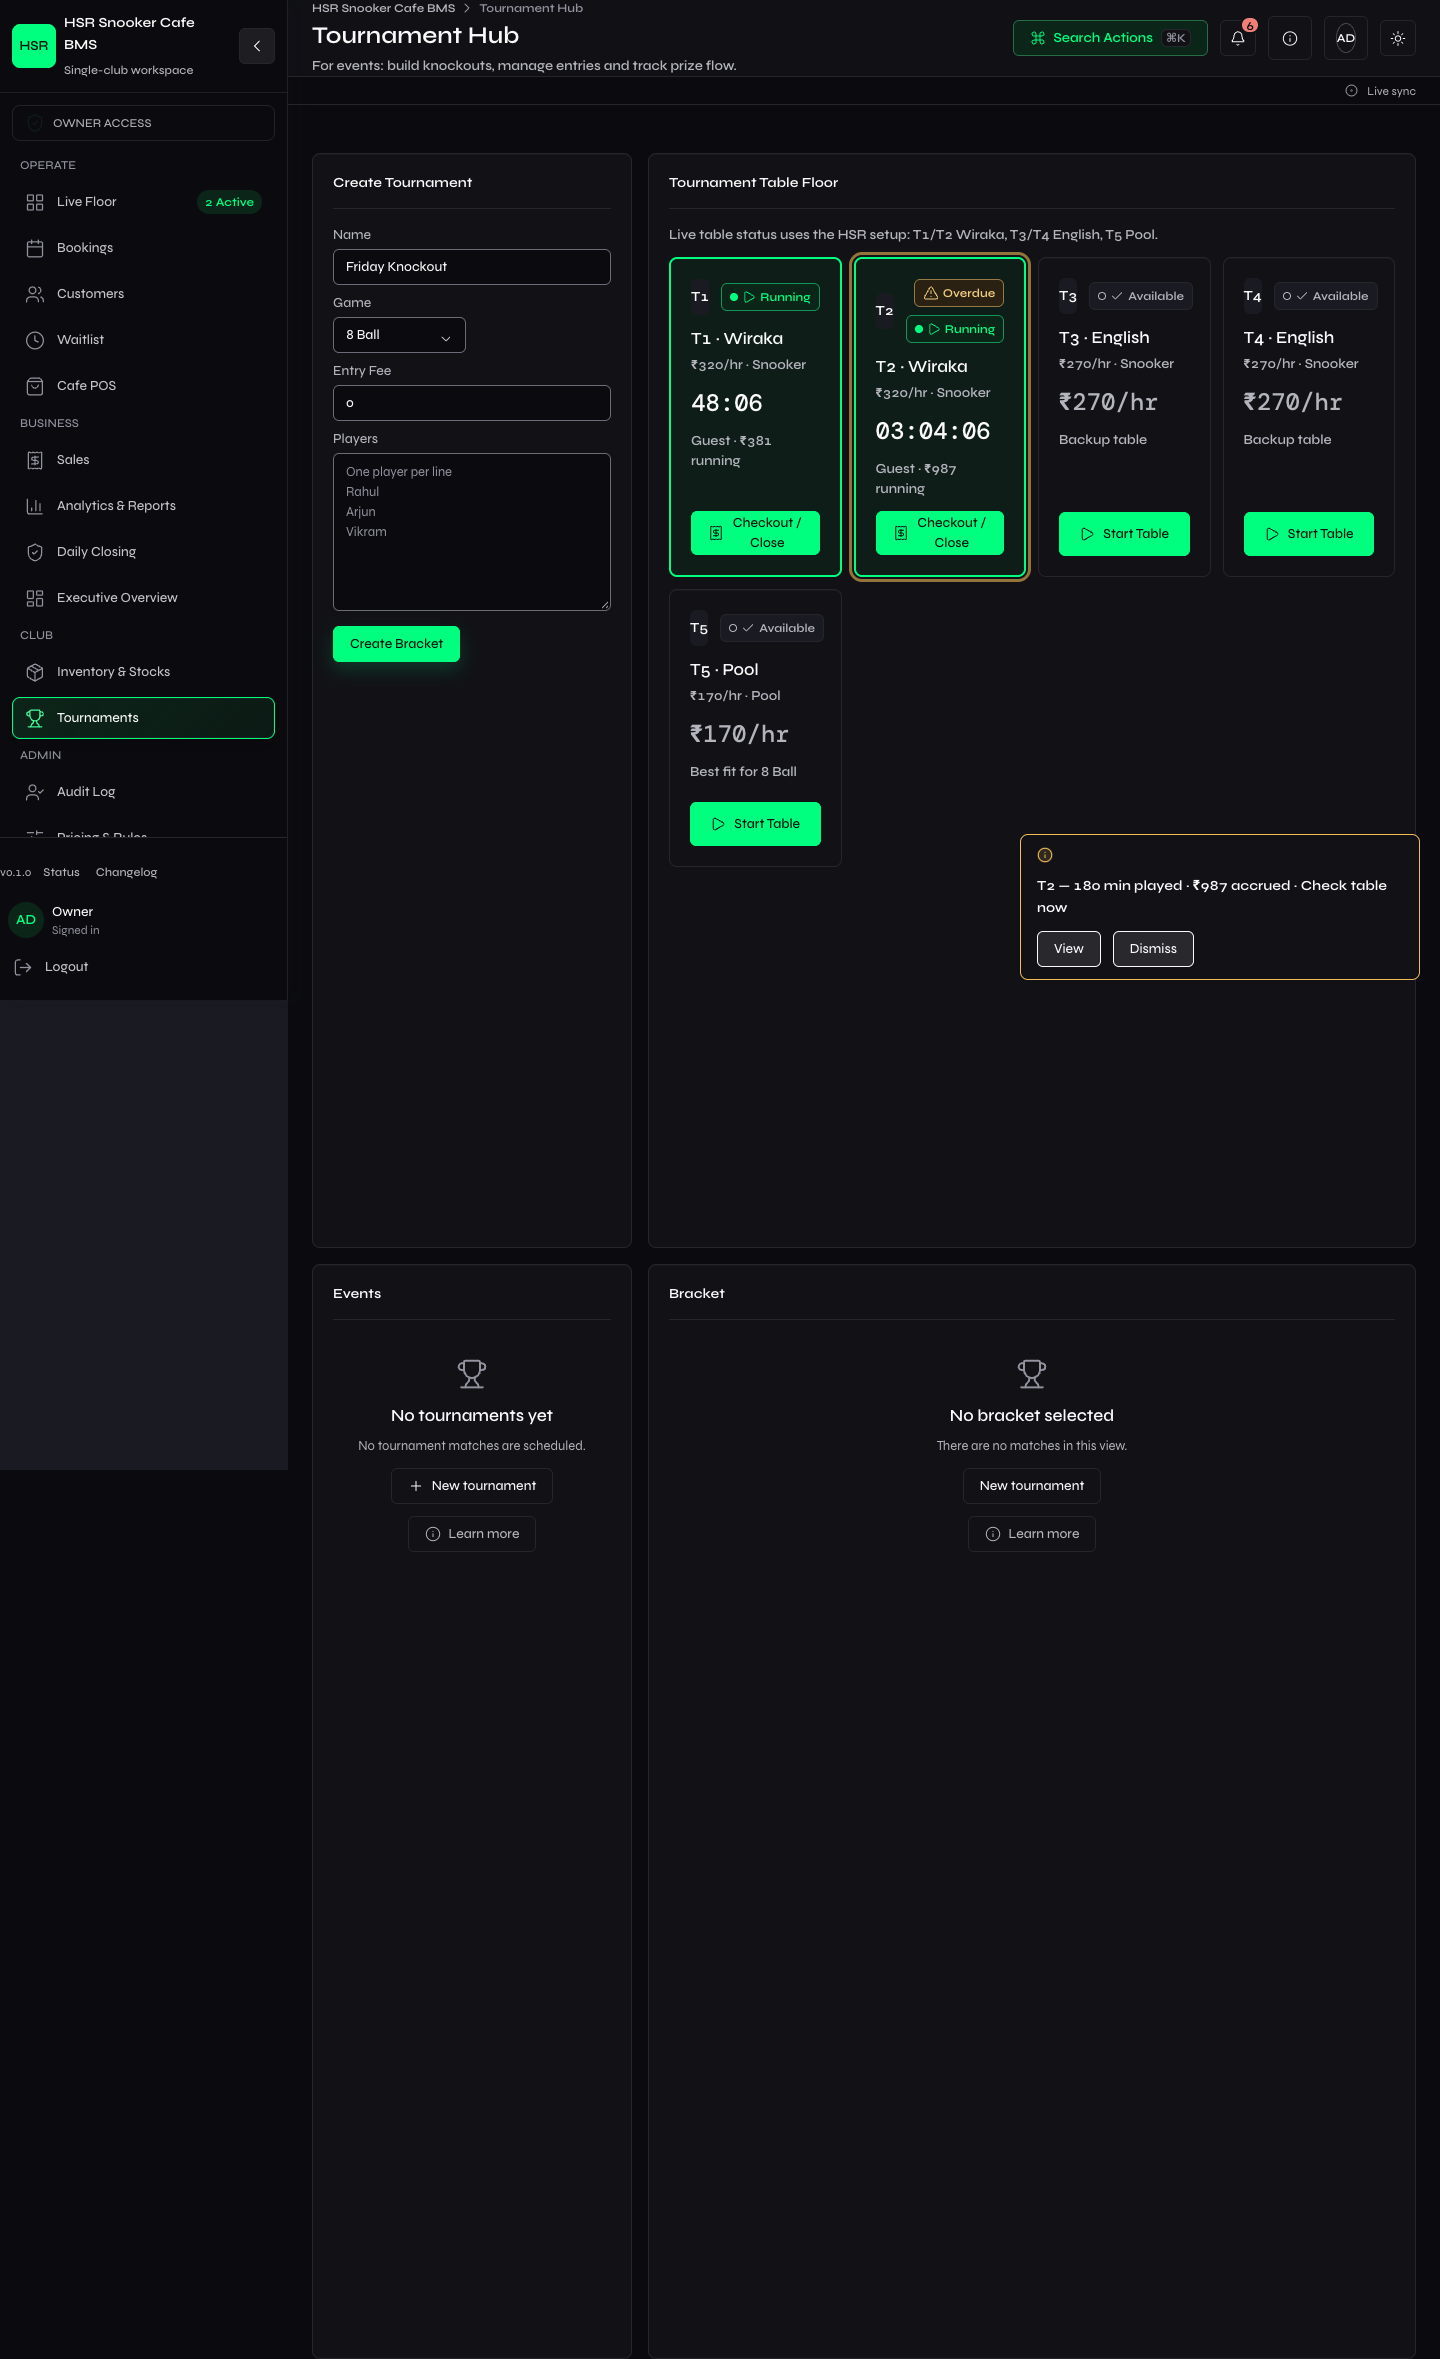 HSR
HSR Snooker Cafe
BMS
Single-club workspace
OWNER ACCESS
OPERATE
Live Floor
2 Active
Bookings
Customers
Waitlist
Cafe POS
BUSINESS
Sales
Analytics & Reports
Daily Closing
Executive Overview
CLUB
Inventory & Stocks
Tournaments
ADMIN
Audit Log
Pricing & Rules
v0.1.0 Status Changelog
AD
Owner
Signed in
Logout
HSR Snooker Cafe BMS > Tournament Hub
Tournament Hub
For events: build knockouts, manage entries and track prize flow.
Search Actions ⌘K
6
AD
Live sync
Create Tournament
Name
Friday Knockout
Game
8 Ball
Entry Fee
0
Players
One player per line
Rahul
Arjun
Vikram
Create Bracket
Tournament Table Floor
Live table status uses the HSR setup: T1/T2 Wiraka, T3/T4 English, T5 Pool.
T1
Running
T1 · Wiraka
₹320/hr · Snooker
48:06
Guest · ₹381
running
Checkout /
Close
T2
Overdue
Running
T2 · Wiraka
₹320/hr · Snooker
03:04:06
Guest · ₹987
running
Checkout /
Close
T3
Available
T3 · English
₹270/hr · Snooker
₹270/hr
Backup table
Start Table
T4
Available
T4 · English
₹270/hr · Snooker
₹270/hr
Backup table
Start Table
T5
Available
T5 · Pool
₹170/hr · Pool
₹170/hr
Best fit for 8 Ball
Start Table
T2 — 180 min played · ₹987 accrued · Check table
now
View
Dismiss
Events
No tournaments yet
No tournament matches are scheduled.
New tournament
Learn more
Bracket
No bracket selected
There are no matches in this view.
New tournament
Learn more